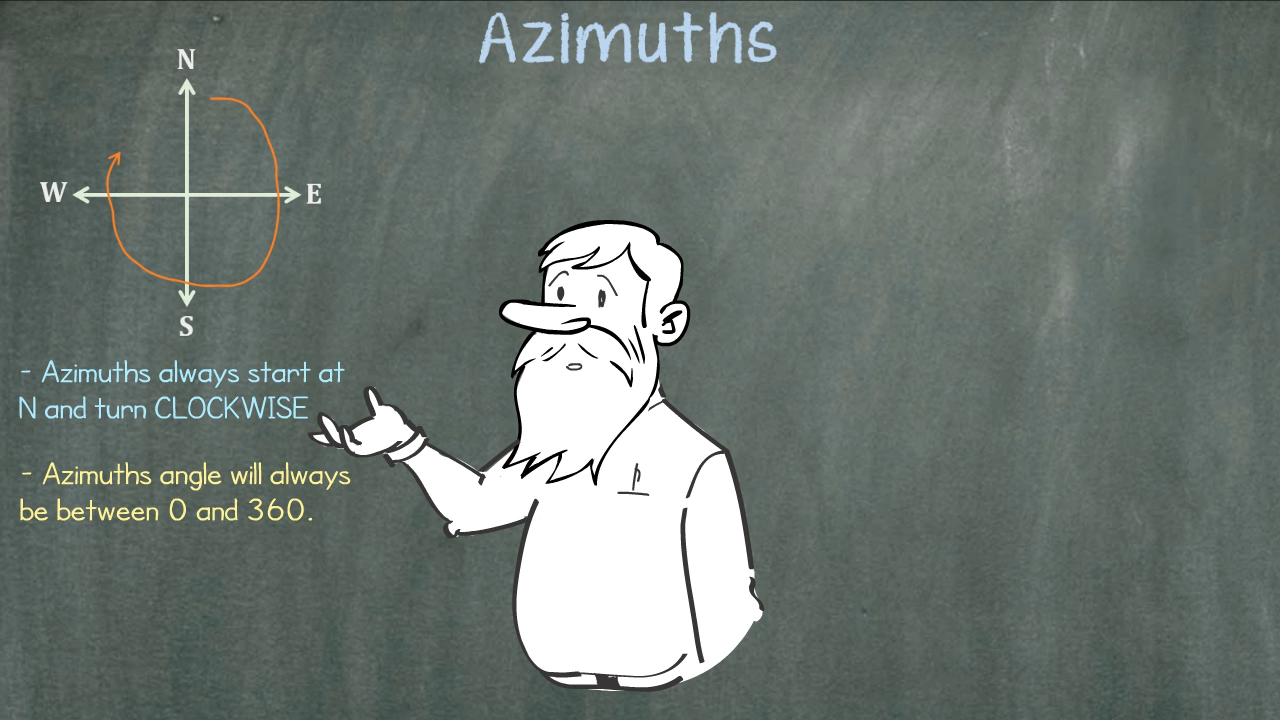 Azimuths
N
W
E
S
- Azimuths always start at
N and turn CLOCKWISE
- Azimuths angle will always
be between 0 and 360.